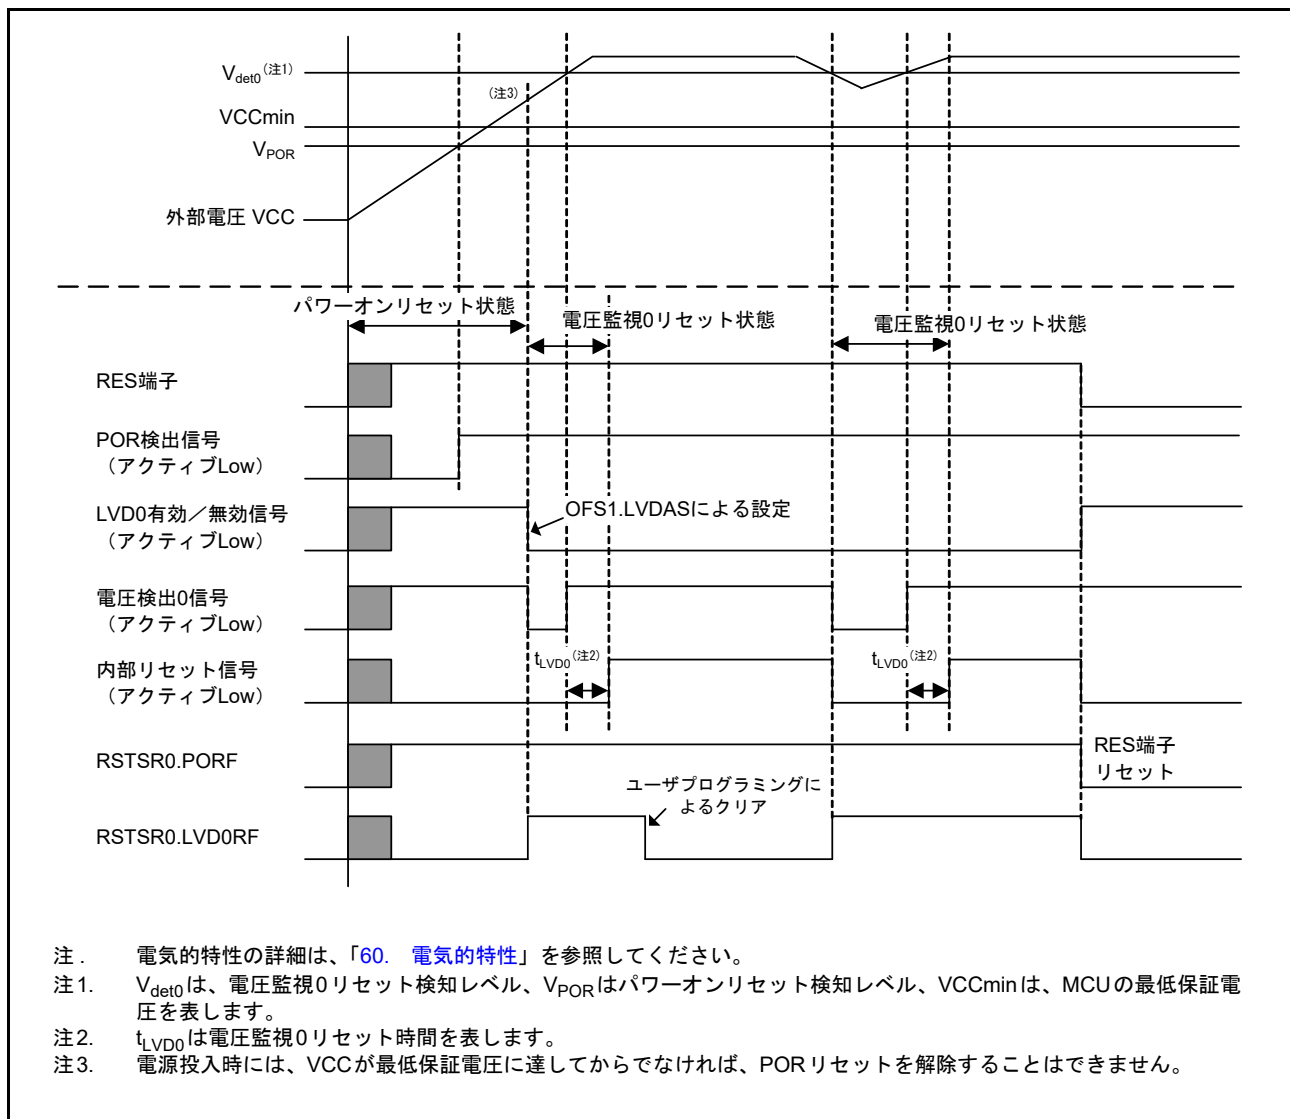 Vdet0(注1)
(注3)
VCCmin
VPOR
外部電圧 VCC
パワーオンリセット状態
電圧監視0リセット状態
電圧監視0リセット状態
RES端子
POR検出信号
(アクティブLow)
LVD0有効／無効信号
(アクティブLow)
OFS1.LVDASによる設定
電圧検出0信号
(アクティブLow)
内部リセット信号
(アクティブLow)
tLVD0(注2)
tLVD0(注2)
RSTSR0.PORF
RES端子
リセット
ユーザプログラミングに
よるクリア
RSTSR0.LVD0RF
注. 電気的特性の詳細は、「60. 電気的特性」を参照してください。
注1. Vdet0は、電圧監視0リセット検知レベル、VPORはパワーオンリセット検知レベル、VCCminは、MCUの最低保証電
圧を表します。
注2. tLVD0は電圧監視0リセット時間を表します。
注3. 電源投入時には、VCCが最低保証電圧に達してからでなければ、PORリセットを解除することはできません。